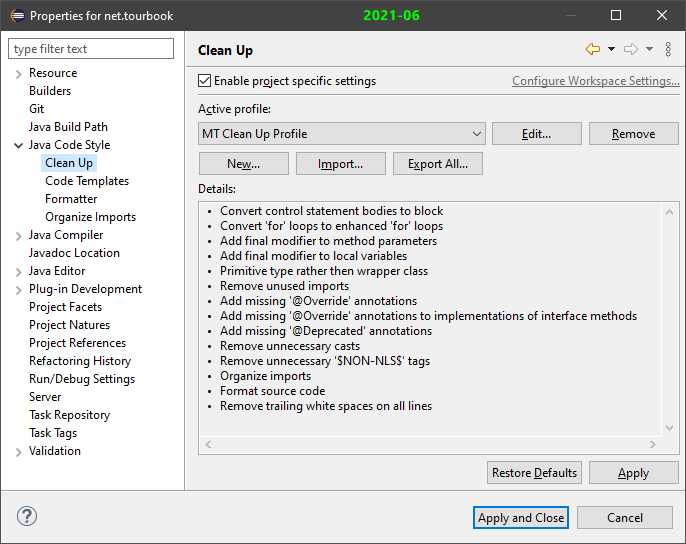 Properties for net.tourbook
2021-06
type filter text
Resource
Builders
Git
Java Build Path
Java Code Style
Clean Up
Code Templates
Formatter
Organize Imports
Java Compiler
Javadoc Location
Java Editor
Plug-in Development
Project Facets
Project Natures
Project References
Refactoring History
Run/Debug Settings
Server
Task Repository
Task Tags
Validation
Clean Up
Enable project specific settings
Configure Workspace Settings...
Active profile:
MT Clean Up Profile
Edit...
Remove
New...
Import...
Export All...
Details:
• Convert control statement bodies to block
• Convert 'for' loops to enhanced 'for' loops
• Add final modifier to method parameters
• Add final modifier to local variables
• Primitive type rather then wrapper class
• Remove unused imports
• Add missing '@Override' annotations
• Add missing '@Override' annotations to implementations of interface methods
• Add missing '@Deprecated' annotations
• Remove unnecessary casts
• Remove unnecessary '$NON-NLS$' tags
• Organize imports
• Format source code
• Remove trailing white spaces on all lines
Restore Defaults
Apply
?
Apply and Close
Cancel